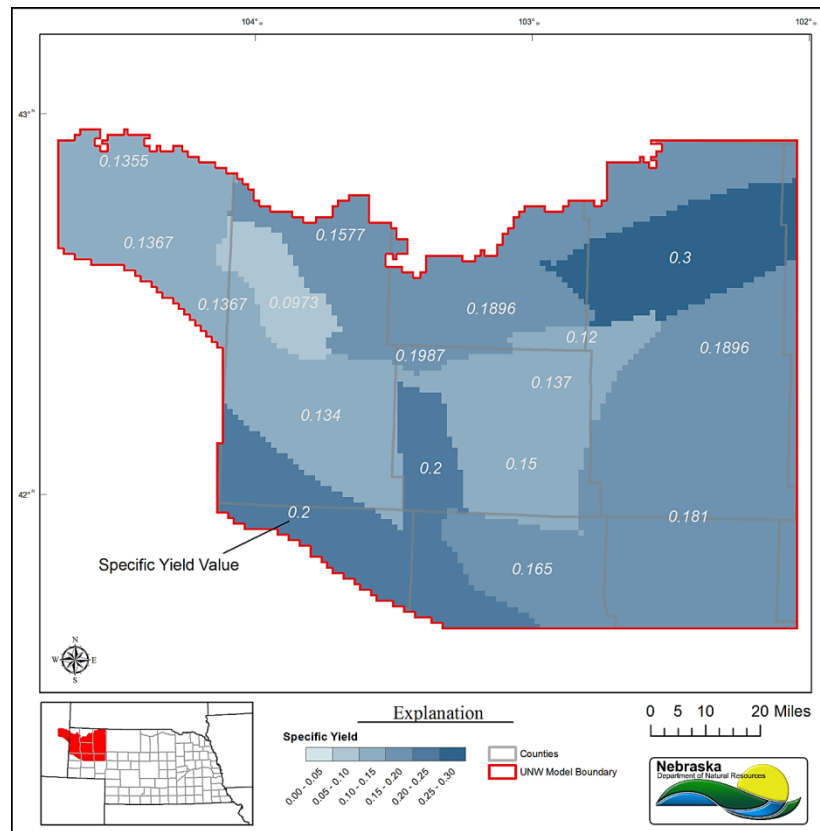 104°
103°
102°
43°
42°
0.1355
0.1367
0.1577
0.3
0.1367
0.0973
0.1896
0.12
0.1896
0.1987
0.137
0.134
0.2
0.15
0.2
0.181
Specific Yield Value
0.165
N
W E
S
Explanation
Specific Yield
0.00 - 0.05
0.05 - 0.10
0.10 - 0.15
0.15 - 0.20
0.20 - 0.25
0.25 - 0.30
Counties
UNW Model Boundary
0 5 10 20 Miles
Nebraska
Department of Natural Resources